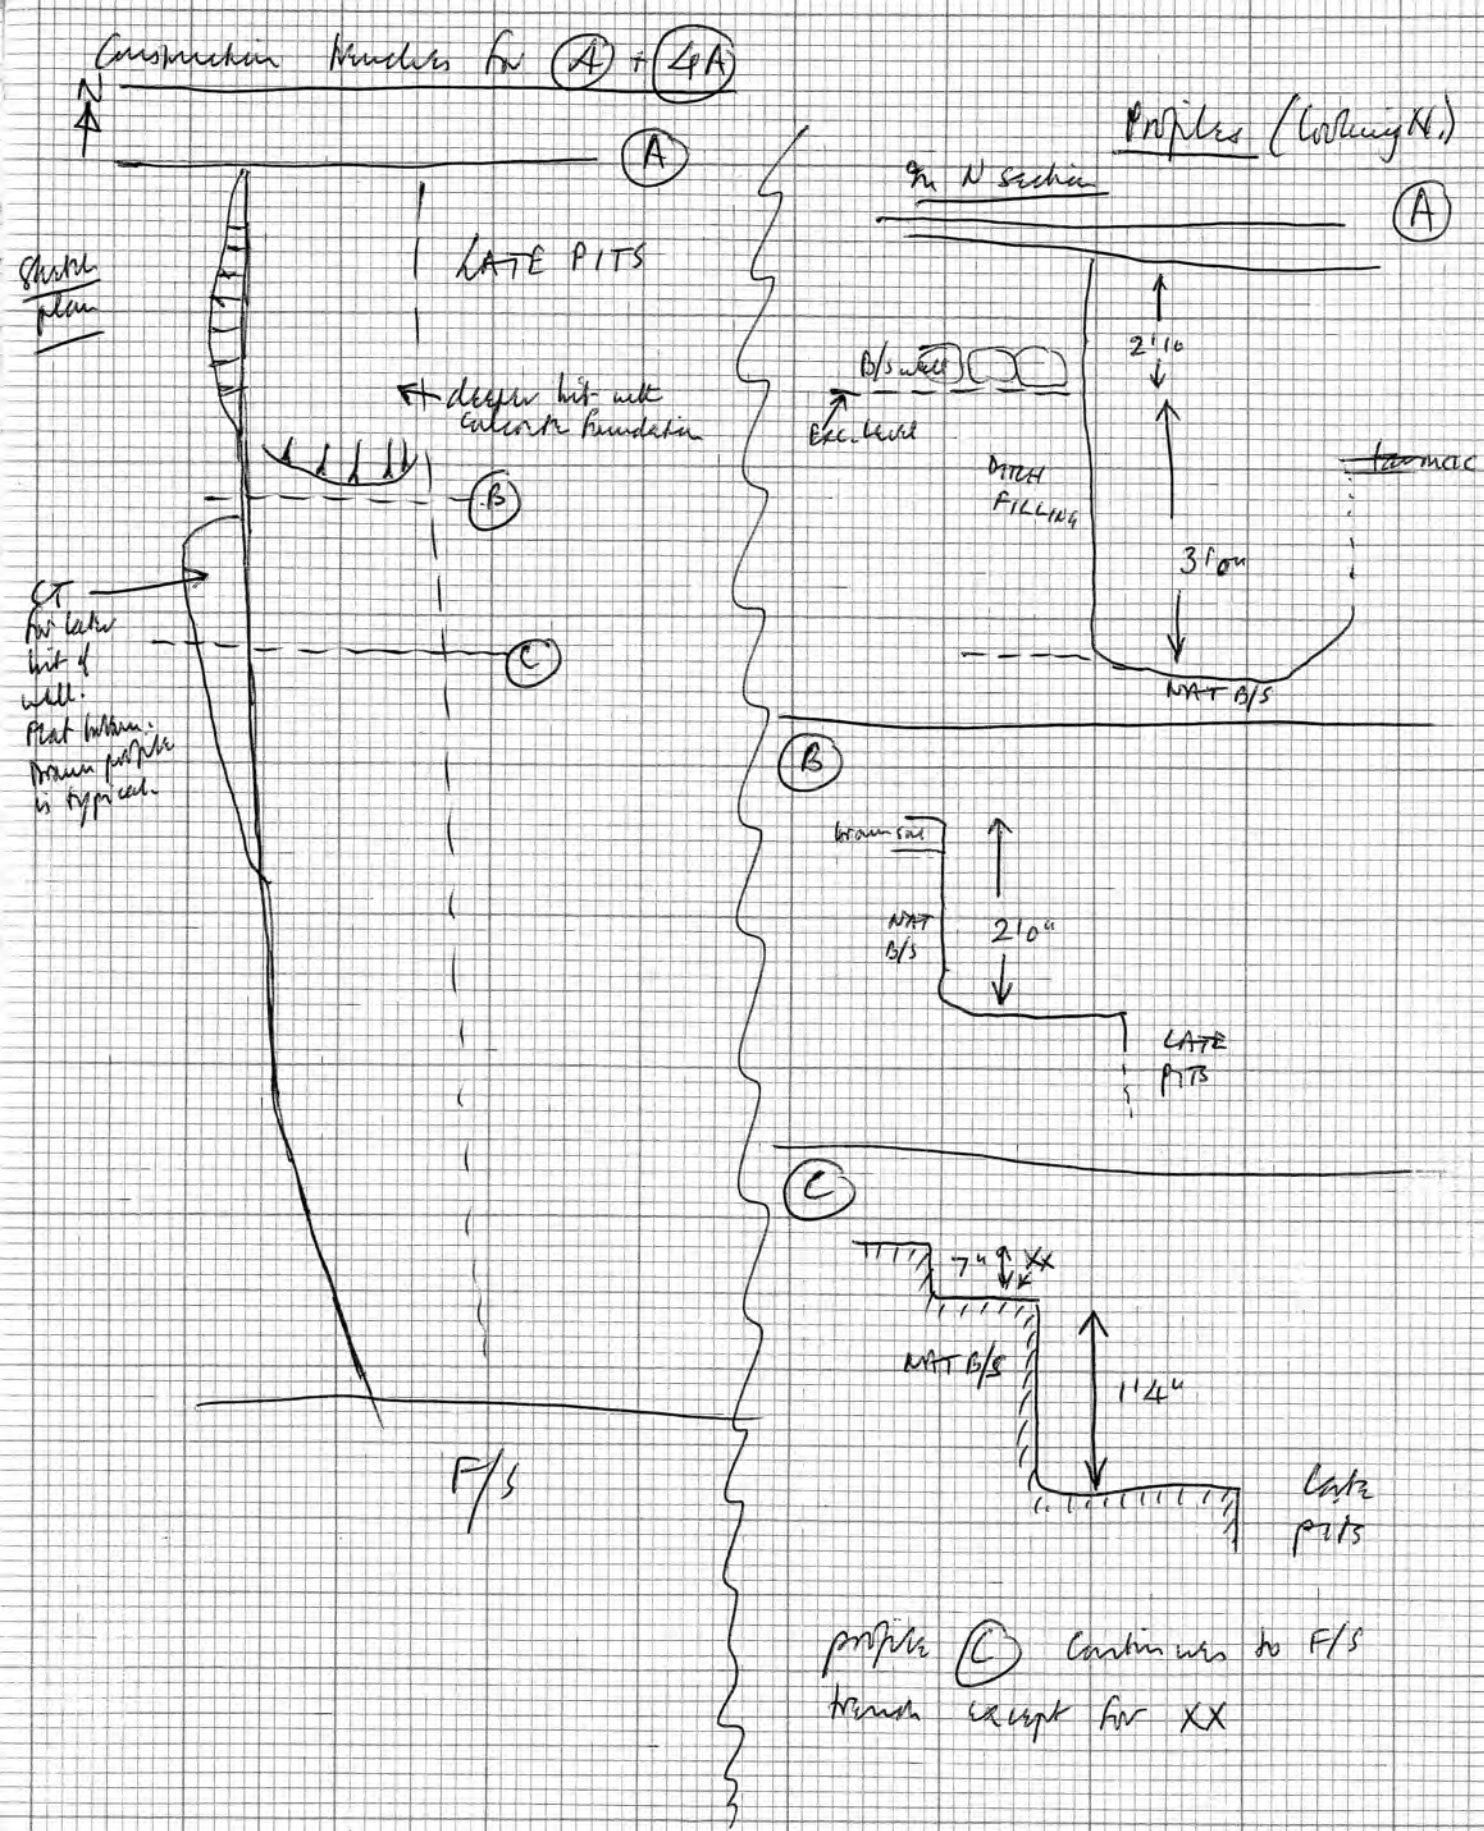 Construction trenches for (A) + (4A)
N
(A)
LATE PITS
Sketch
plan
deeper bit with
concrete foundation
(B)
CT
for later
bit of
wall.
Flat bottom.
Drawn profile
is typical.
(C)
F/S
Profiles (looking N.)
In N section
(A)
2'10
B/S wall
Exc. Level
DITCH
FILLING
tarmac
3'0"
NAT B/S
(B)
brown soil
NAT
B/S
2'0"
LATE
PITS
(C)
7" XX
NAT B/S
1'4"
Late
pits
profile (C) continues to F/S
trench except for XX